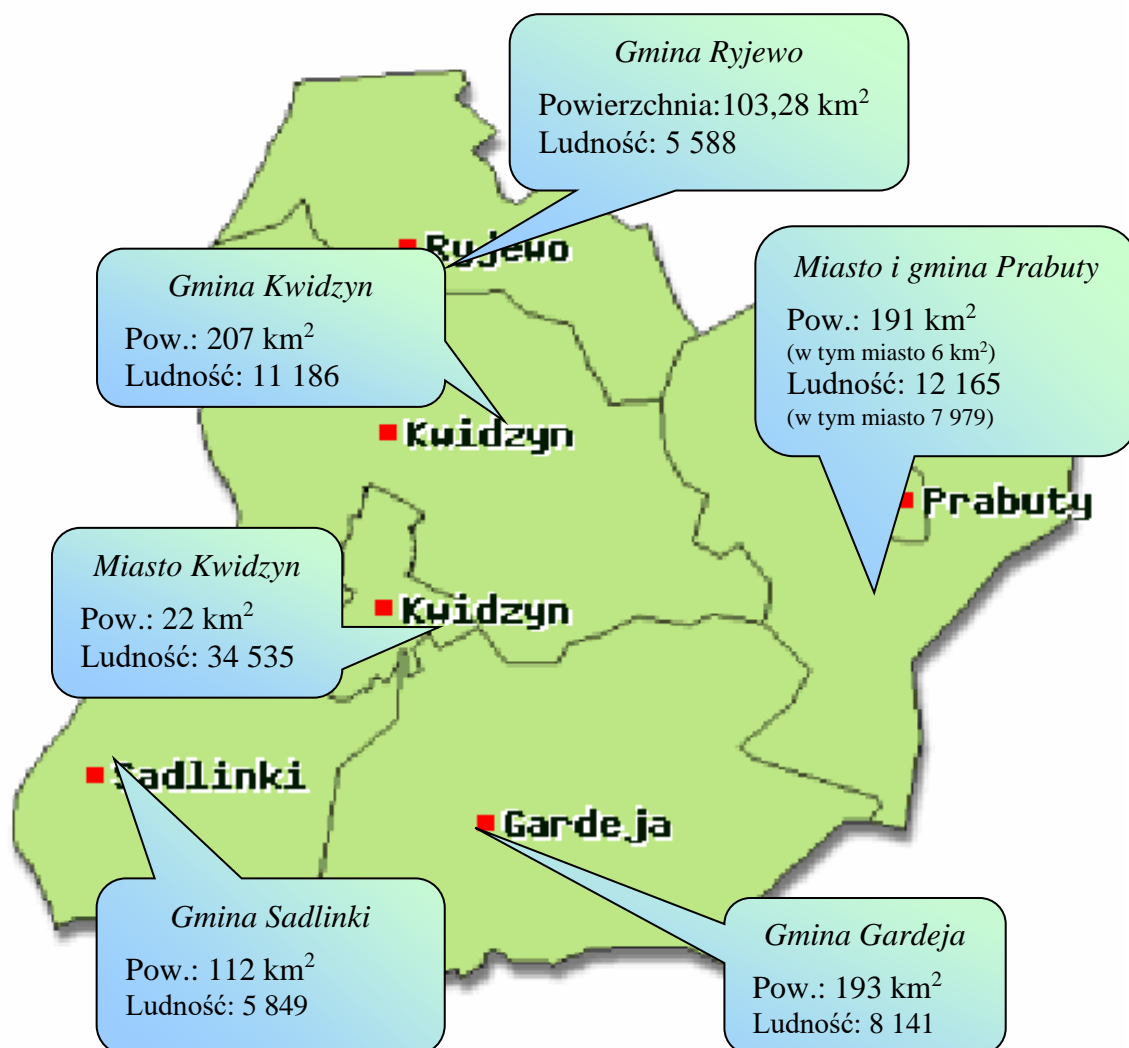 Gmina Ryjewo
Powierzchnia:103,28 km²
Ludność: 5 588
Ryjewo
Gmina Kwidzyn
Pow.: 207 km²
Ludność: 11 186
Miasto i gmina Prabuty
Pow.: 191 km²
(w tym miasto 6 km²)
Ludność: 12 165
(w tym miasto 7 979)
Kwidzyn
Prabuty
Miasto Kwidzyn
Pow.: 22 km²
Ludność: 34 535
Kwidzyn
Sadlinki
Gardeja
Gmina Sadlinki
Pow.: 112 km²
Ludność: 5 849
Gmina Gardeja
Pow.: 193 km²
Ludność: 8 141